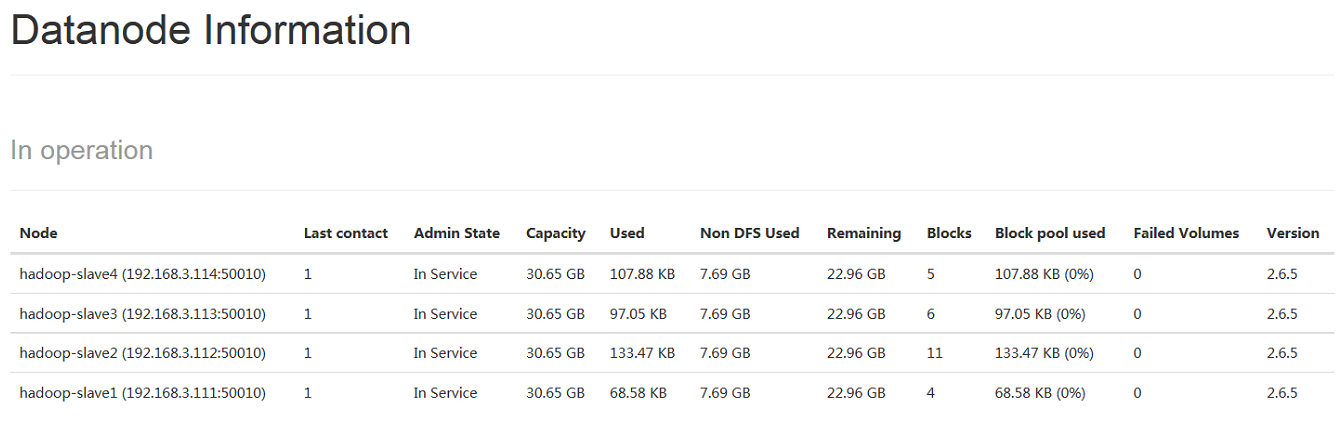 Datanode Information
In operation
Node Last contact Admin State Capacity Used Non DFS Used Remaining Blocks Block pool used Failed Volumes Version
hadoop-slave4 (192.168.3.114:50010) 1 In Service 30.65 GB 107.88 KB 7.69 GB 22.96 GB 5 107.88 KB (0%) 0 2.6.5
hadoop-slave3 (192.168.3.113:50010) 1 In Service 30.65 GB 97.05 KB 7.69 GB 22.96 GB 6 97.05 KB (0%) 0 2.6.5
hadoop-slave2 (192.168.3.112:50010) 1 In Service 30.65 GB 133.47 KB 7.69 GB 22.96 GB 11 133.47 KB (0%) 0 2.6.5
hadoop-slave1 (192.168.3.111:50010) 1 In Service 30.65 GB 68.58 KB 7.69 GB 22.96 GB 4 68.58 KB (0%) 0 2.6.5